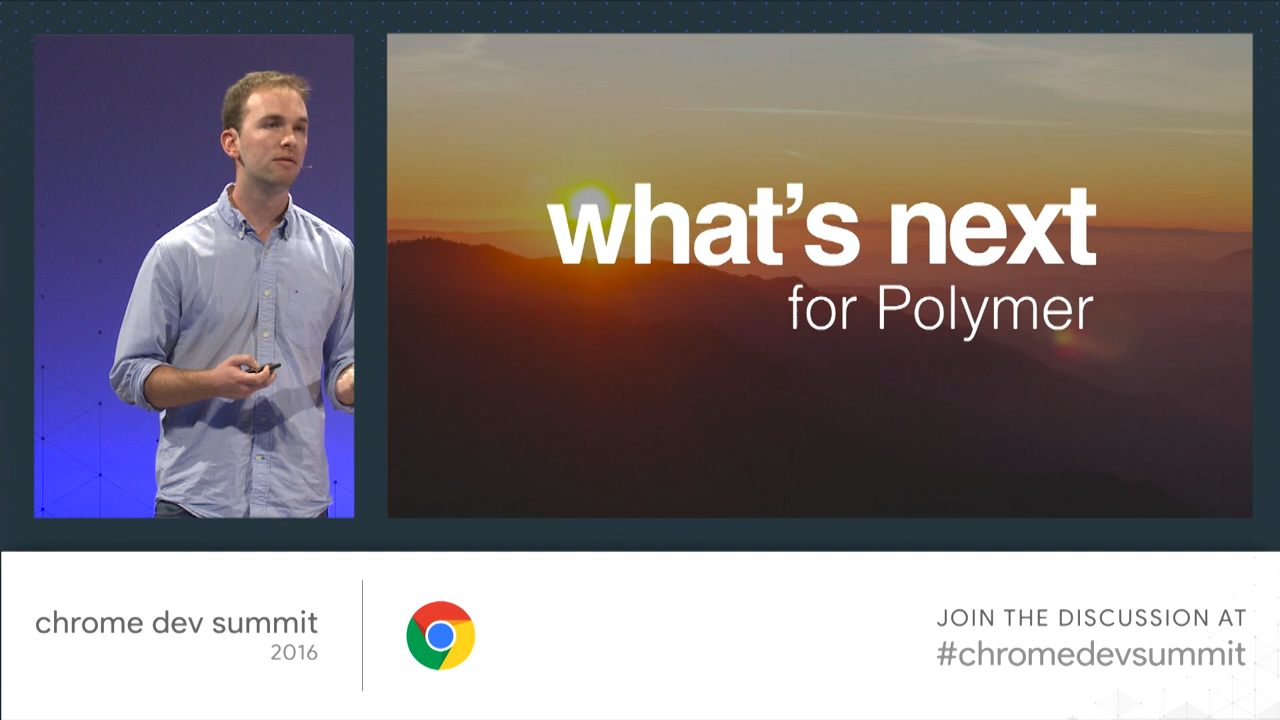 what's next
for Polymer
chrome dev summit
2016
JOIN THE DISCUSSION AT
#chromedevsummit